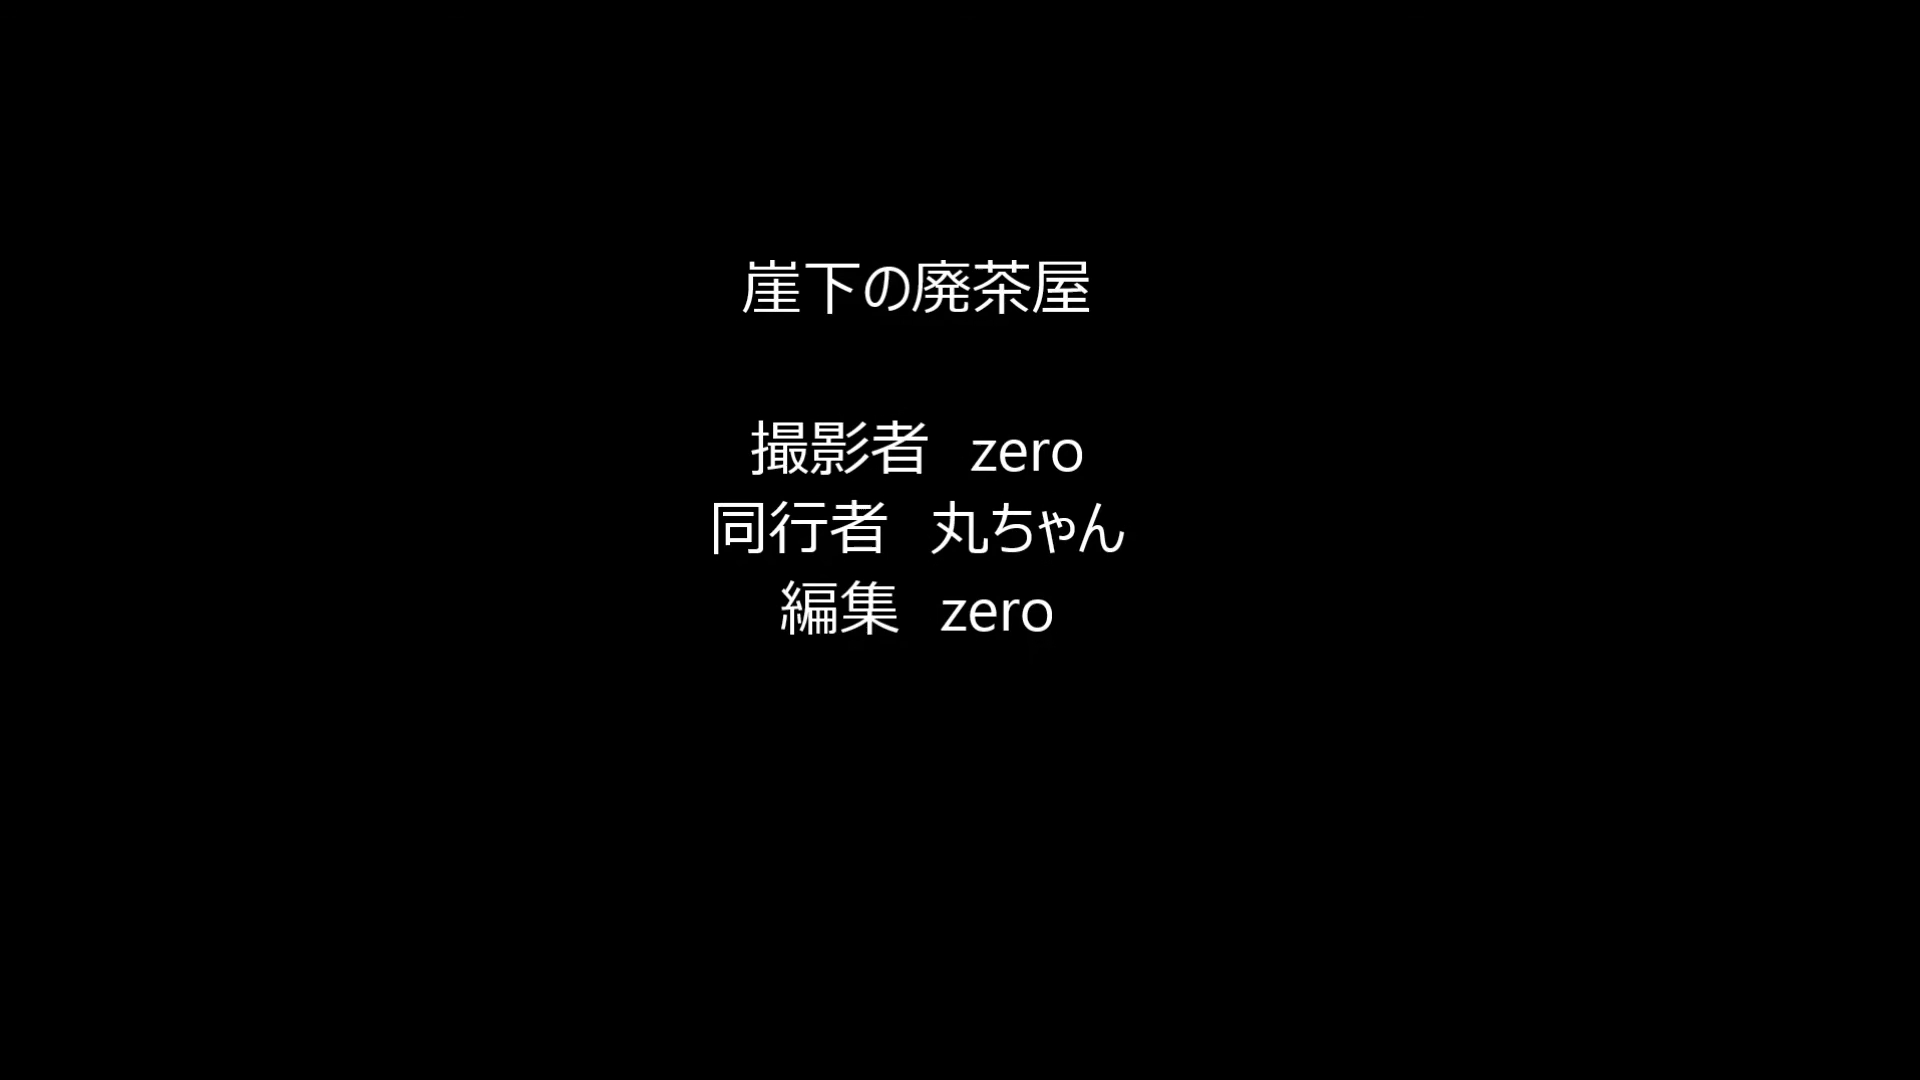 崖下の廃茶屋
撮影者　zero
同行者　丸ちゃん
編集　zero